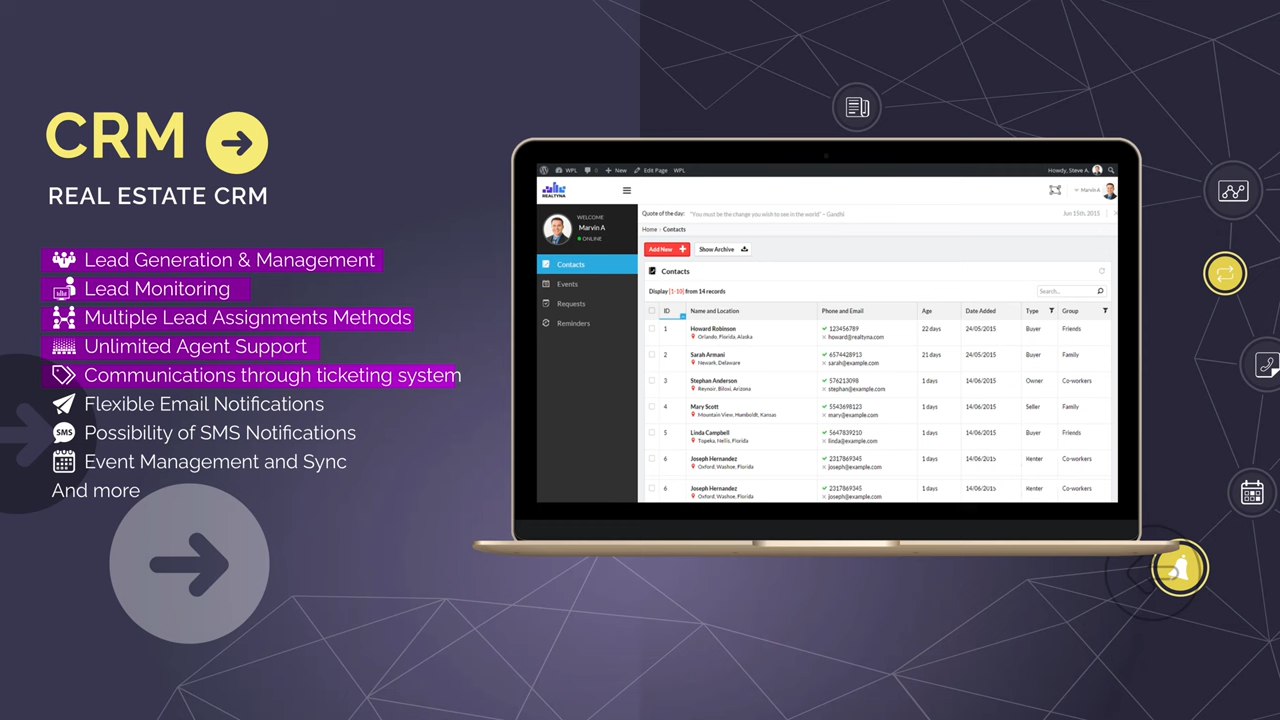 CRM
REAL ESTATE CRM
Lead Generation & Management
Lead Monitoring
Multiple Lead Assignments Methods
Unlimited Agent Support
Communications through ticketing system
Flexible Email Notifications
SMS Possibility of SMS Notifications
Event Management and Sync
And more
WPL 0 New Edit Page WPL Howdy, Steve A.
REALTYNA Marvin A
WELCOME
Marvin A
ONLINE
Contacts
Events
Requests
Reminders
Quote of the day: "You must be the change you wish to see in the world" – Gandhi Jun 15th, 2015
Home › Contacts
Add New + Show Archive
Contacts
Display [1-10] from 14 records Search...
ID Name and Location Phone and Email Age Date Added Type Group
1 Howard Robinson 123456789 22 days 24/05/2015 Buyer Friends
Orlando, Florida, Alaska howard@realtyna.com
2 Sarah Armani 6574428913 21 days 24/05/2015 Buyer Family
Newark, Delaware sarah@example.com
3 Stephan Anderson 576213098 1 days 14/06/2015 Owner Co-workers
Reynoir, Biloxi, Arizona stephan@example.com
4 Mary Scott 5543698123 1 days 14/06/2015 Seller Family
Mountain View, Humboldt, Kansas mary@example.com
5 Linda Campbell 5647839210 1 days 14/06/2015 Buyer Friends
Topeka, Nellis, Florida linda@example.com
6 Joseph Hernandez 2317869345 1 days 14/06/2015 Renter Co-workers
Oxford, Washoe, Florida joseph@example.com
6 Joseph Hernandez 2317869345 1 days 14/06/2015 Renter Co-workers
Oxford, Washoe, Florida joseph@example.com